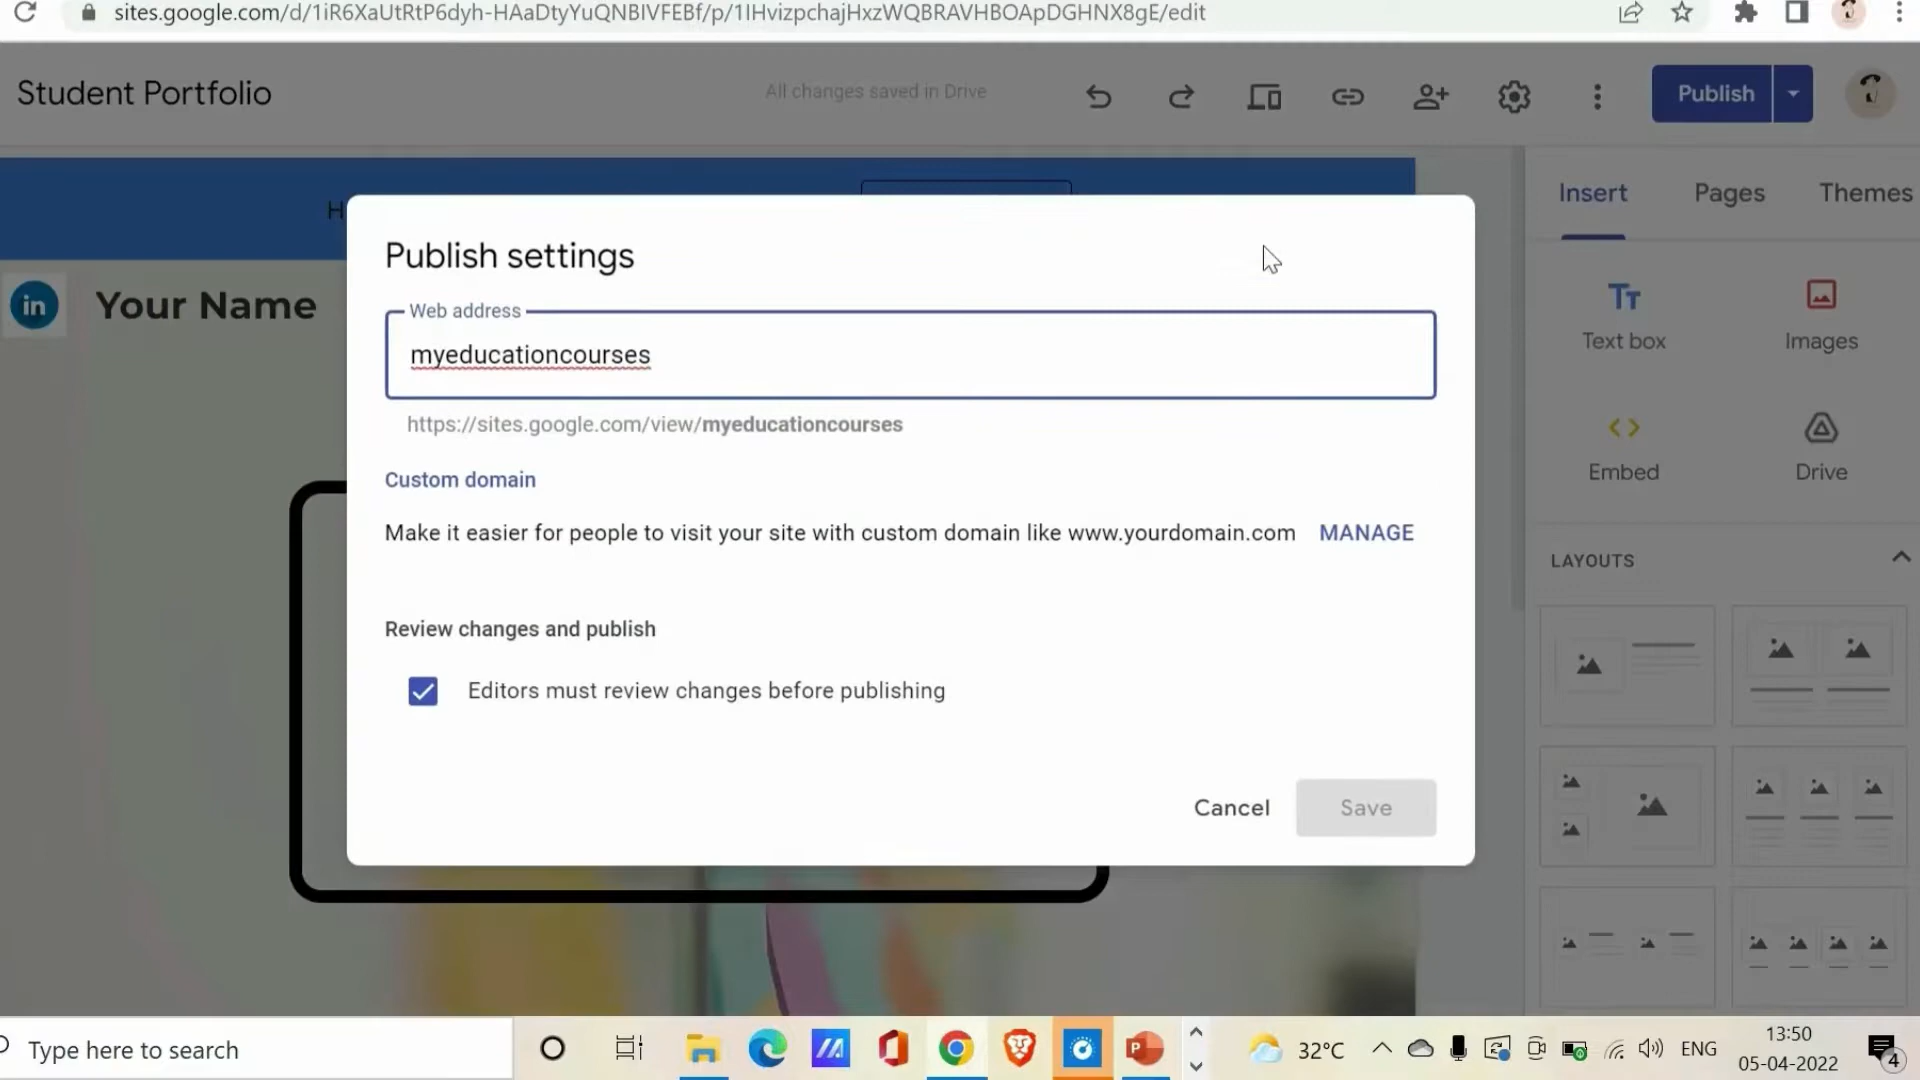 sites.google.com/d/1iR6XaUtRtP6dyh-HAaDtyYuQNBIVFEBf/p/1IHvizpchajHxzWQBRAVHBOApDGHNX8gE/edit
Student Portfolio
All changes saved in Drive
Publish
Insert
Pages
Themes
H
Publish settings
in
Your Name
Web address
myeducationcourses
https://sites.google.com/view/myeducationcourses
Text box
Images
Custom domain
Make it easier for people to visit your site with custom domain like www.yourdomain.com MANAGE
Embed
Drive
LAYOUTS
Review changes and publish
Editors must review changes before publishing
Cancel
Save
Type here to search
32°C
ENG
13:50
05-04-2022
4